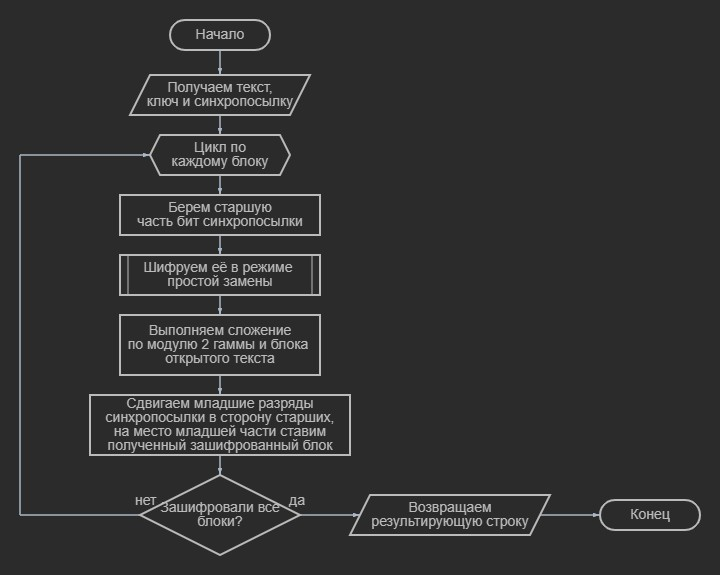 Начало
Получаем текст,
ключ и синхропосылку
Цикл по
каждому блоку
Берем старшую
часть бит синхропосылки
Шифруем её в режиме
простой замены
Выполняем сложение
по модулю 2 гаммы и блока
открытого текста
Сдвигаем младшие разряды
синхропосылки в сторону старших,
на место младшей части ставим
полученный зашифрованный блок
нет
Зашифровали все
блоки?
да
Возвращаем
результирующую строку
Конец